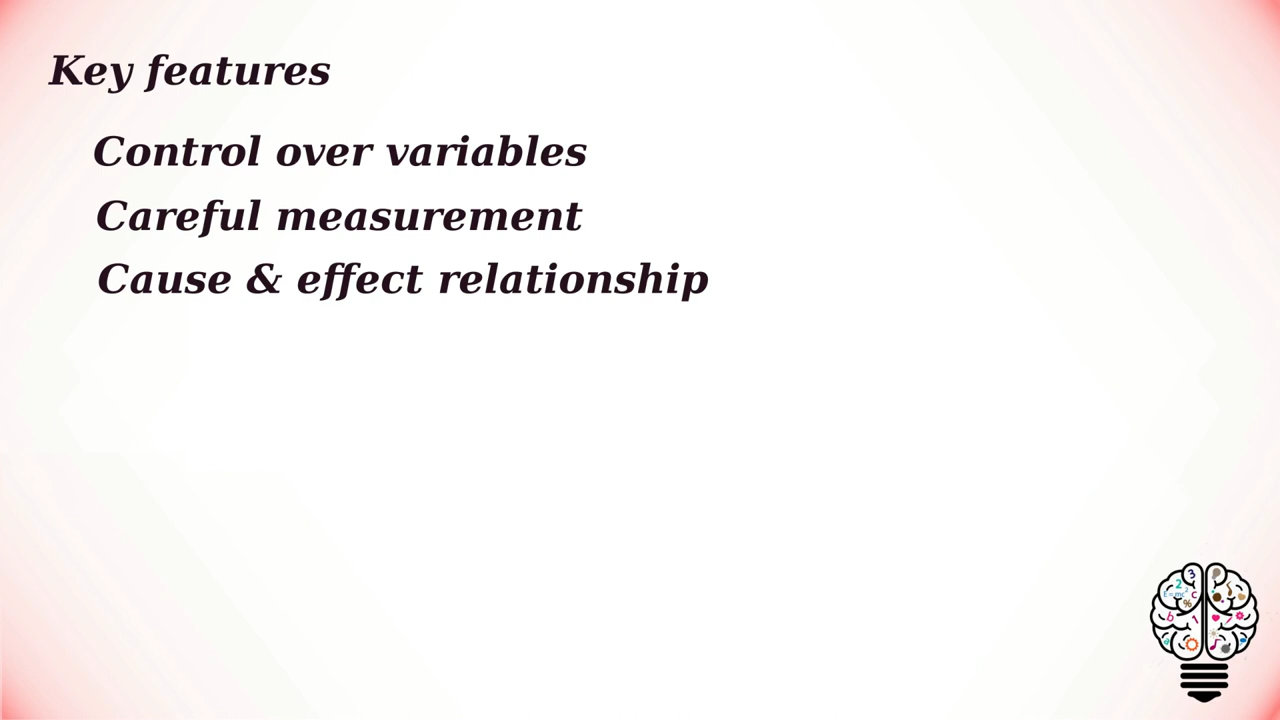 Key features
Control over variables
Careful measurement
Cause & effect relationship